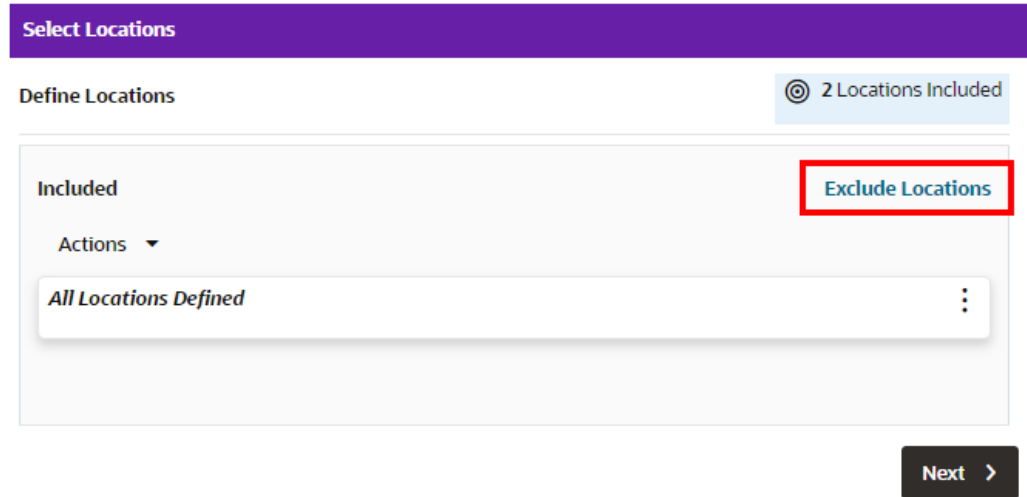 Select Locations
Define Locations
2 Locations Included
Included
Exclude Locations
Actions
All Locations Defined
Next